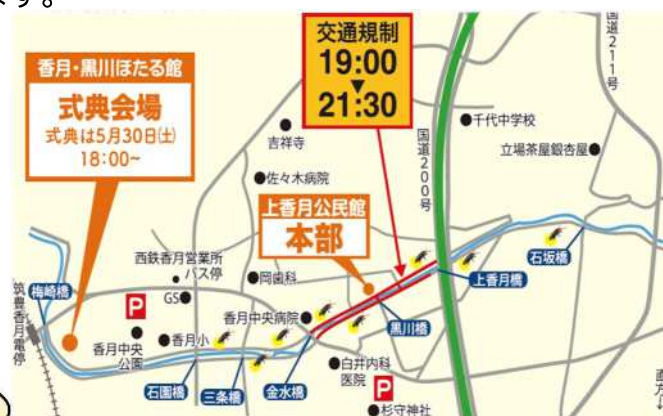 ます。
香月・黒川ほたる館
式典会場
式典は5月30日(土)
18:00~
交通規制
19:00
▼
21:30
国道211号
千代中学校
立場茶屋銀杏屋
吉祥寺
国道200号
佐々木病院
上香月公民館
本部
西鉄香月営業所
バス停
岡歯科
石坂橋
上香月橋
梅崎橋
GS
P
筑豊香月電停
香月中央病院
黒川橋
香月中央
公園
香月小
白井内科
医院
石園橋
三条橋
金水橋
P
杉守神社
直方